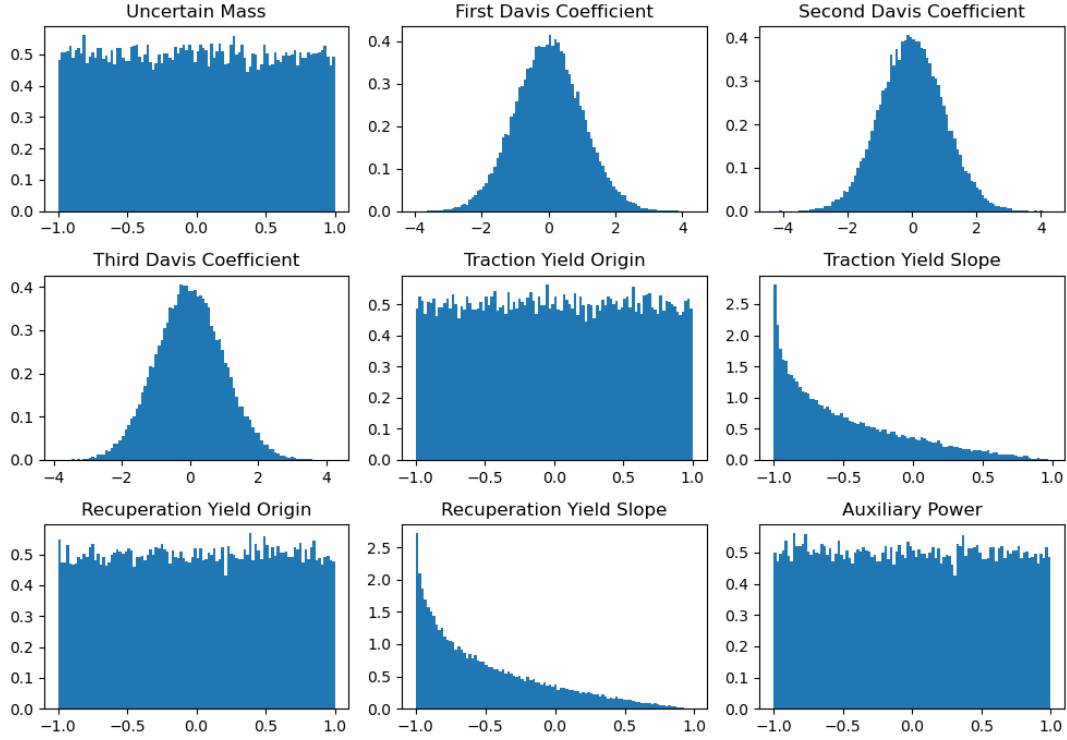 Uncertain Mass
0.5
0.4
0.3
0.2
0.1
0.0
−1.0 −0.5 0.0 0.5 1.0
First Davis Coefficient
0.4
0.3
0.2
0.1
0.0
−4 −2 0 2 4
Second Davis Coefficient
0.4
0.3
0.2
0.1
0.0
−2 0 2 4
Third Davis Coefficient
0.4
0.3
0.2
0.1
0.0
−4 −2 0 2 4
Traction Yield Origin
0.5
0.4
0.3
0.2
0.1
0.0
−1.0 −0.5 0.0 0.5 1.0
Traction Yield Slope
2.5
2.0
1.5
1.0
0.5
0.0
−1.0 −0.5 0.0 0.5 1.0
Recuperation Yield Origin
0.5
0.4
0.3
0.2
0.1
0.0
−1.0 −0.5 0.0 0.5 1.0
Recuperation Yield Slope
2.5
2.0
1.5
1.0
0.5
0.0
−1.0 −0.5 0.0 0.5 1.0
Auxiliary Power
0.5
0.4
0.3
0.2
0.1
0.0
−1.0 −0.5 0.0 0.5 1.0